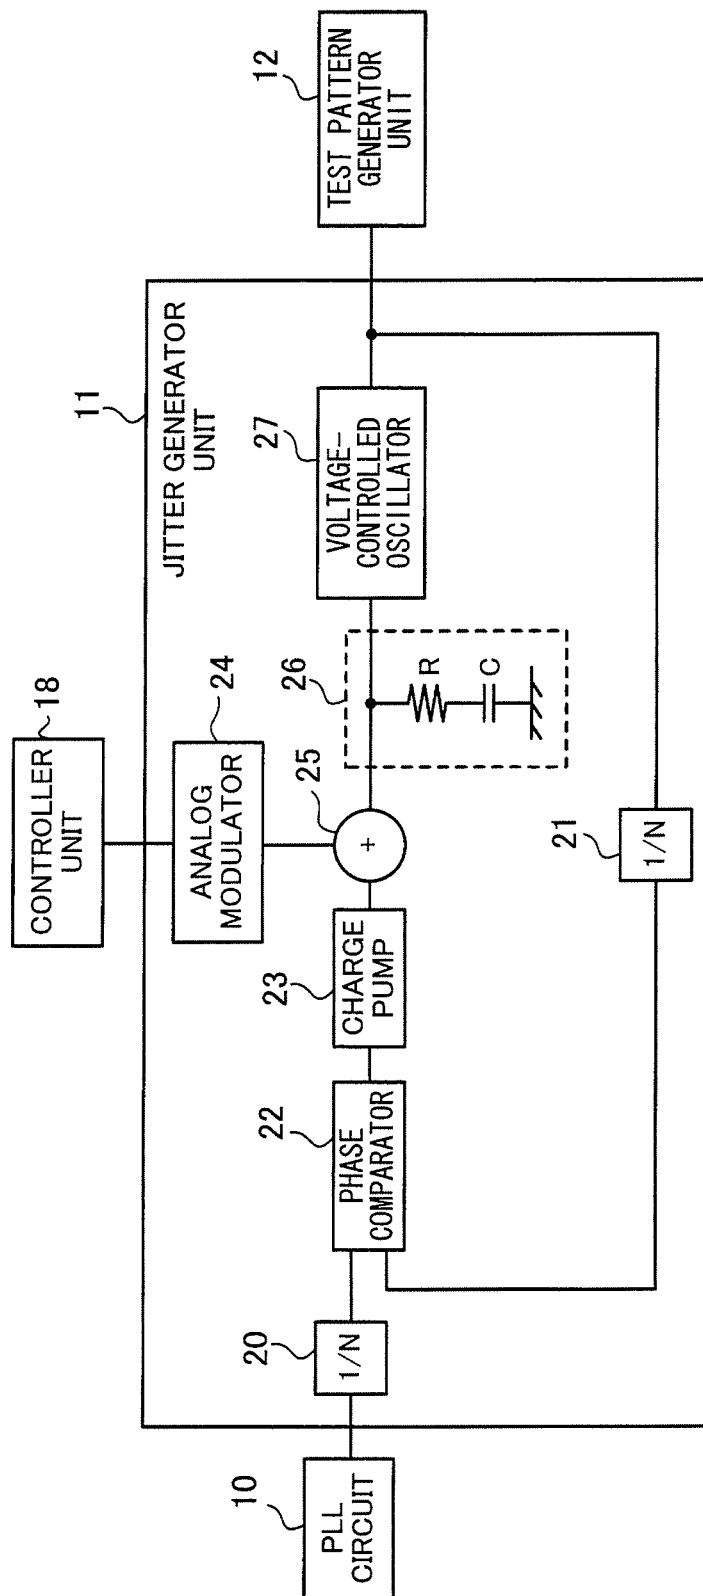 10
PLL
CIRCUIT
11
JITTER GENERATOR
UNIT
18
CONTROLLER
UNIT
24
ANALOG
MODULATOR
20
1/N
22
PHASE
COMPARATOR
23
CHARGE
PUMP
25
+
26
R
C
27
VOLTAGE-
CONTROLLED
OSCILLATOR
21
1/N
12
TEST PATTERN
GENERATOR
UNIT